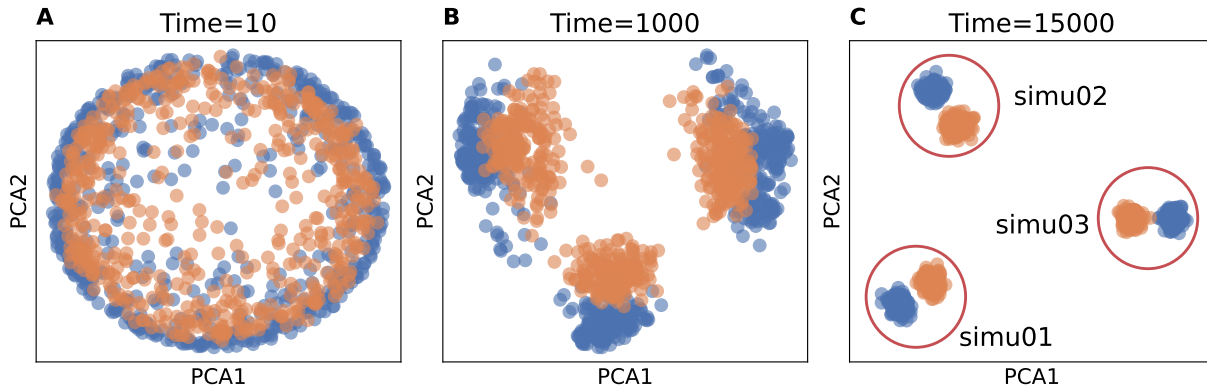 A
Time=10
PCA2
PCA1
B
Time=1000
PCA2
PCA1
C
Time=15000
simu02
simu03
simu01
PCA2
PCA1